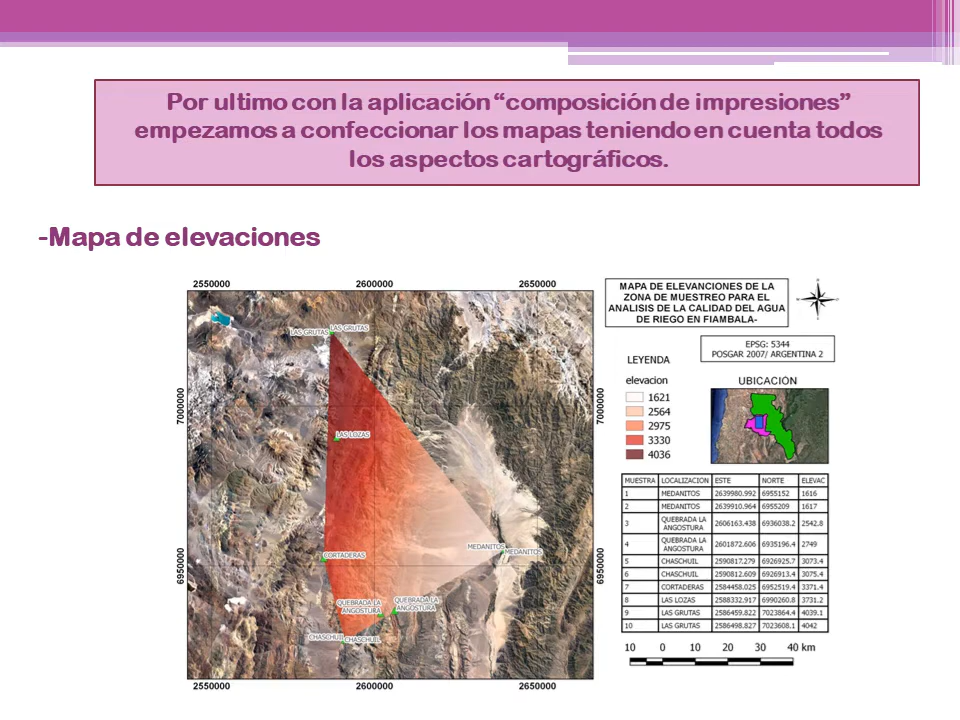 Por ultimo con la aplicación “composición de impresiones”
empezamos a confeccionar los mapas teniendo en cuenta todos
los aspectos cartográficos.
-Mapa de elevaciones
2550000 2600000 2650000
7000000
6950000
LAS GRUTAS LAS GRUTAS
LAS LOZAS
CORTADERAS
MEDANITOS MEDANITOS
QUEBRADA LA
ANGOSTURA
QUEBRADA LA
ANGOSTURA
CHASCHUIL CHASCHUIL
7000000
6950000
2550000 2600000 2650000
MAPA DE ELEVANCIONES DE LA
ZONA DE MUESTREO PARA EL
ANALISIS DE LA CALIDAD DEL AGUA
DE RIEGO EN FIAMBALA-
EPSG: 5344
POSGAR 2007/ ARGENTINA 2
LEYENDA
elevacion
1621
2564
2975
3330
4036
UBICACIÓN
MUESTRA LOCALIZACION ESTE NORTE ELEVAC
1 MEDANITOS 2639980.992 6955152 1616
2 MEDANITOS 2639910.964 6955209 1617
3 QUEBRADA LA ANGOSTURA 2606163.438 6936038.2 2542.8
4 QUEBRADA LA ANGOSTURA 2601872.606 6935196.4 2749
5 CHASCHUIL 2590817.279 6926925.7 3073.4
6 CHASCHUIL 2590812.609 6926913.4 3075.4
7 CORTADERAS 2584458.025 6952519.4 3371.4
8 LAS LOZAS 2588332.917 6990260.8 3731.2
9 LAS GRUTAS 2586459.822 7023864.4 4039.1
10 LAS GRUTAS 2586498.827 7023608.1 4042
10 0 10 20 30 40 km